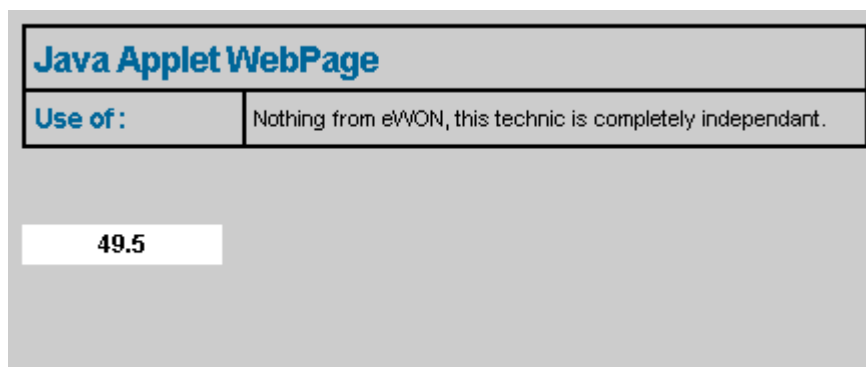 Java Applet WebPage
Use of : Nothing from eWON, this technic is completely independant.
49.5